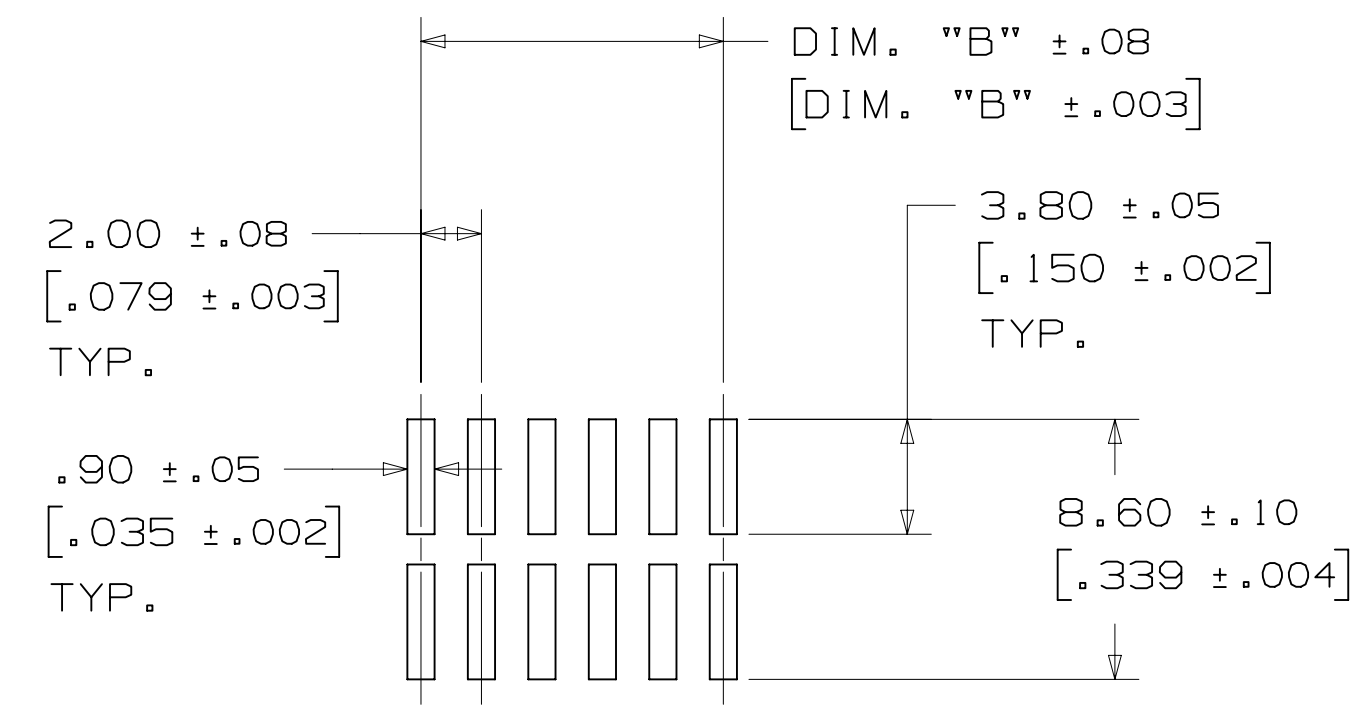 DIM. "B" ±.08
[DIM. "B" ±.003]
3.80 ±.05
[.150 ±.002]
TYP.
2.00 ±.08
[.079 ±.003]
TYP.
.90 ±.05
[.035 ±.002]
TYP.
8.60 ±.10
[.339 ±.004]